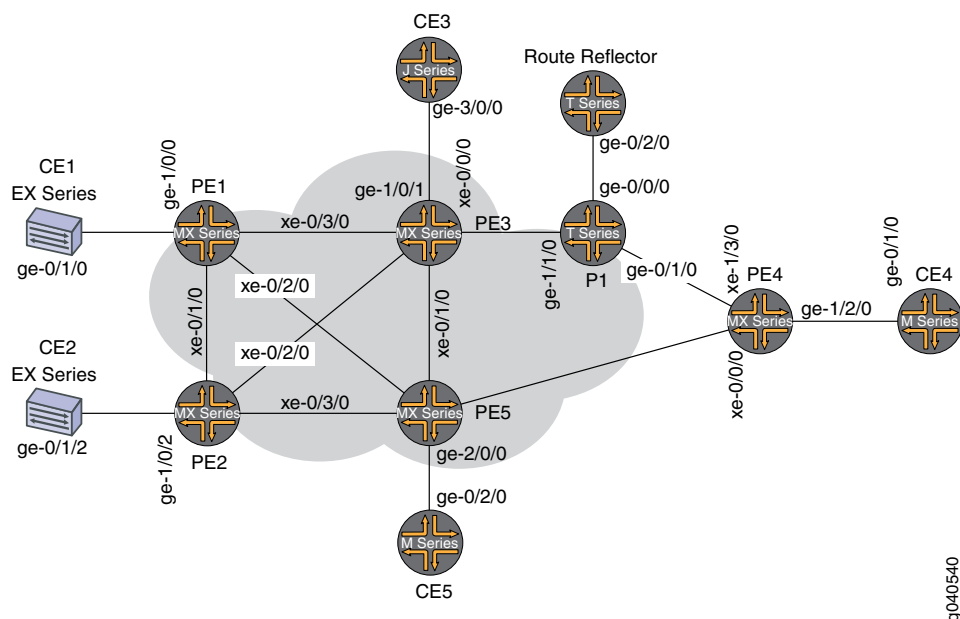 CE3
J Series
ge-3/0/0
Route Reflector
T Series
ge-0/2/0
CE1
EX Series
ge-0/1/0
ge-1/0/0
PE1
MX Series
xe-0/3/0
ge-1/0/1
xe-0/0/0
MX Series
PE3
ge-0/0/0
T Series
P1
ge-1/1/0
ge-0/1/0
xe-1/3/0
PE4
MX Series
xe-0/0/0
ge-1/2/0
ge-0/1/0
CE4
M Series
xe-0/2/0
xe-0/1/0
xe-0/2/0
xe-0/1/0
CE2
EX Series
ge-0/1/2
ge-1/0/2
MX Series
PE2
xe-0/3/0
MX Series
PE5
ge-2/0/0
ge-0/2/0
M Series
CE5
g040540